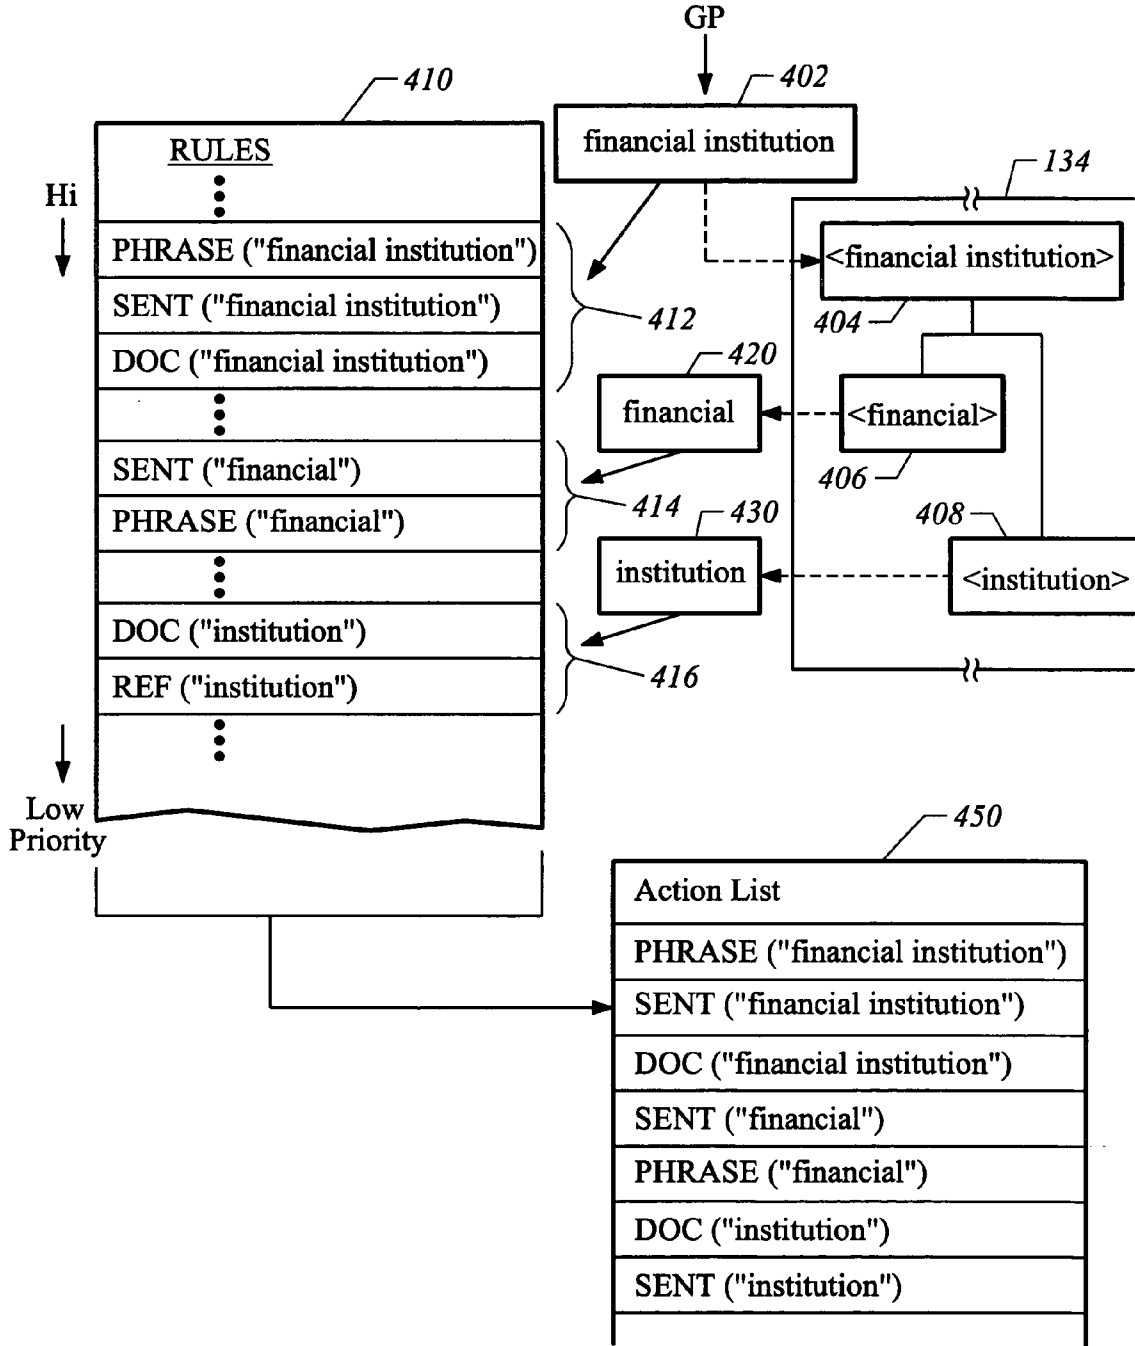 GP
410
402
RULES
financial institution
134
Hi
PHRASE ("financial institution")
<financial institution>
SENT ("financial institution")
412
404
DOC ("financial institution")
420
financial
<financial>
SENT ("financial")
406
414
430
408
PHRASE ("financial")
institution
<institution>
DOC ("institution")
REF ("institution")
416
Low
Priority
450
Action List
PHRASE ("financial institution")
SENT ("financial institution")
DOC ("financial institution")
SENT ("financial")
PHRASE ("financial")
DOC ("institution")
SENT ("institution")